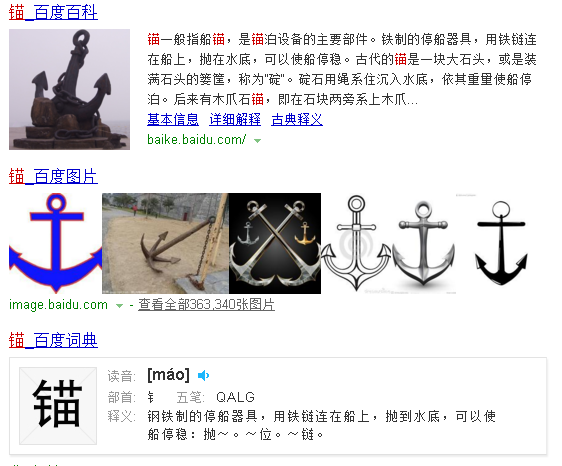 锚_百度百科
锚一般指船锚，是锚泊设备的主要部件。铁制的停船器具，用铁链连
在船上，抛在水底，可以使船停稳。古代的锚是一块大石头，或是装
满石头的篓筐，称为"碇"。碇石用绳系住沉入水底，依其重量使船停
泊。后来有木爪石锚，即在石块两旁系上木爪...
基本信息 详细解释 古典释义
baike.baidu.com/
锚_百度图片
image.baidu.com - 查看全部363,340张图片
锚_百度词典
锚
读音： [máo]
部首： 钅 五笔： QALG
释义： 钢铁制的停船器具，用铁链连在船上，抛到水底，可以使
船停稳：抛～。～位。～链。